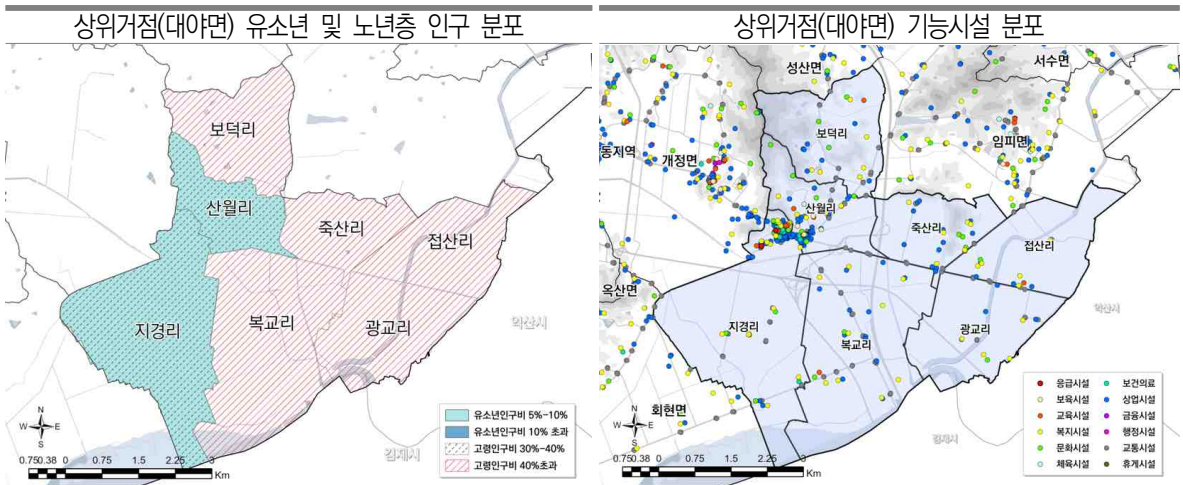 상위거점(대야면) 유소년 및 노년층 인구 분포
보덕리
산월리
죽산리
접산리
지경리
복교리
광교리
익산시
김제시
N
W E
S
0.75 0.38 0 0.75 1.5 2.25 3
Km
유소년인구비 5%-10%
유소년인구비 10% 초과
고령인구비 30%-40%
고령인구비 40%초과
상위거점(대야면) 기능시설 분포
성산면
서수면
보덕리
동지역
개정면
임피면
산월리
죽산리
접산리
옥산면
익산시
지경리
복교리
광교리
회현면
김제시
N
W E
S
0.75 0.38 0 0.75 1.5 2.25 3
Km
응급시설
보육시설
교육시설
복지시설
문화시설
체육시설
보건의료
상업시설
금융시설
행정시설
교통시설
휴게시설